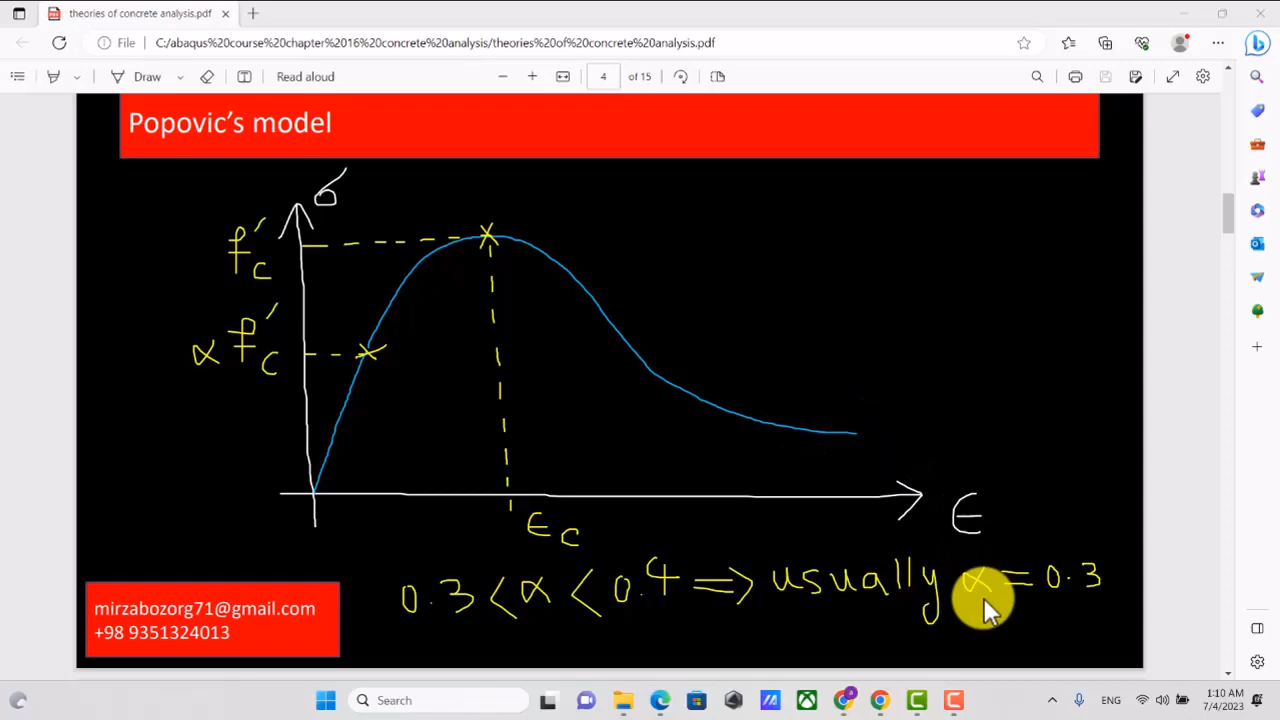 theories of concrete analysis.pdf
File C:/abaqus%20course%20chapter%2016%20concrete%20analysis/theories%20of%20concrete%20analysis.pdf
Draw Read aloud 4 of 15
Popovic's model
σ
f′c
α f′c
ϵc
ϵ
0.3 < α < 0.4 ⇒ usually α = 0.3
mirzabozorg71@gmail.com
+98 9351324013
Search
ENG
1:10 AM
7/4/2023